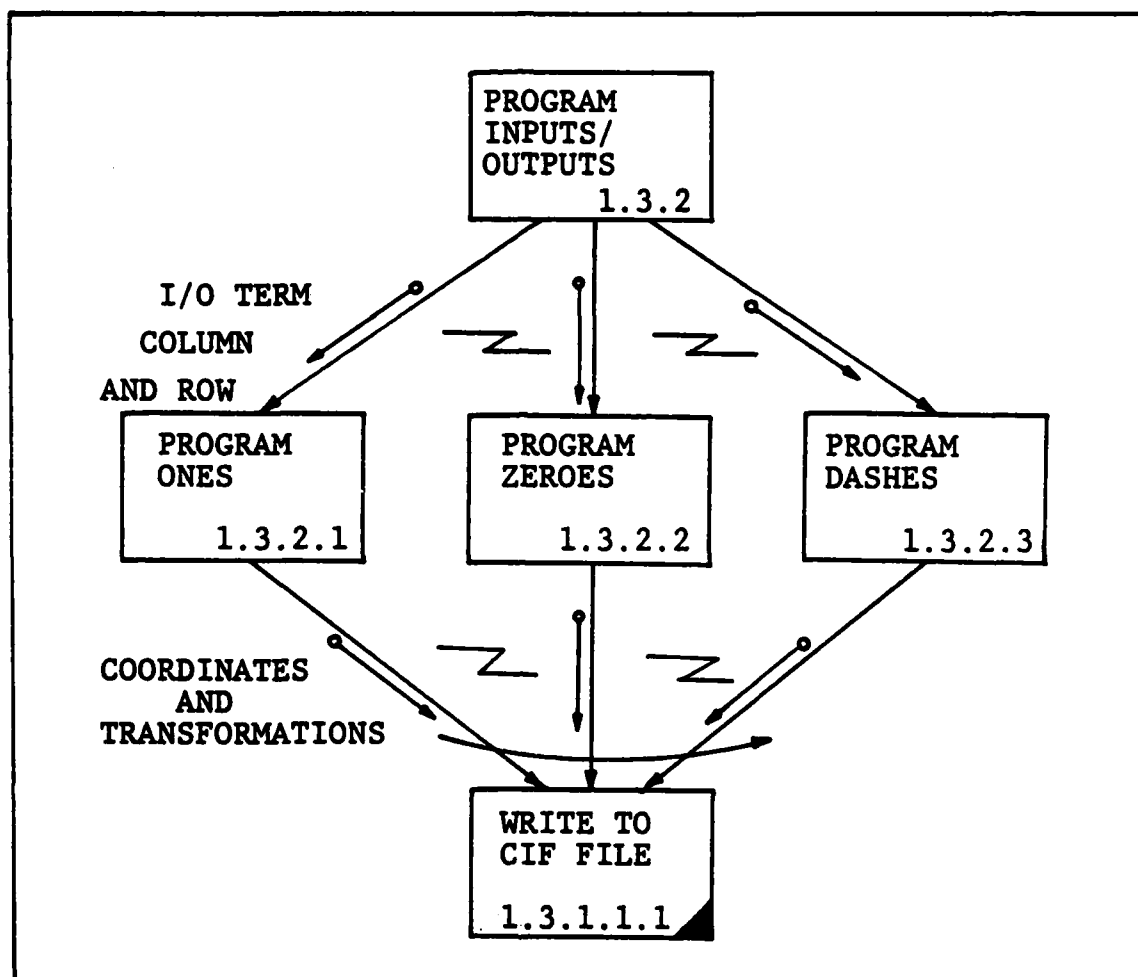 PROGRAM
INPUTS/
OUTPUTS
1.3.2
I/O TERM
COLUMN
AND ROW
PROGRAM
ONES
1.3.2.1
PROGRAM
ZEROES
1.3.2.2
PROGRAM
DASHES
1.3.2.3
COORDINATES
AND
TRANSFORMATIONS
WRITE TO
CIF FILE
1.3.1.1.1